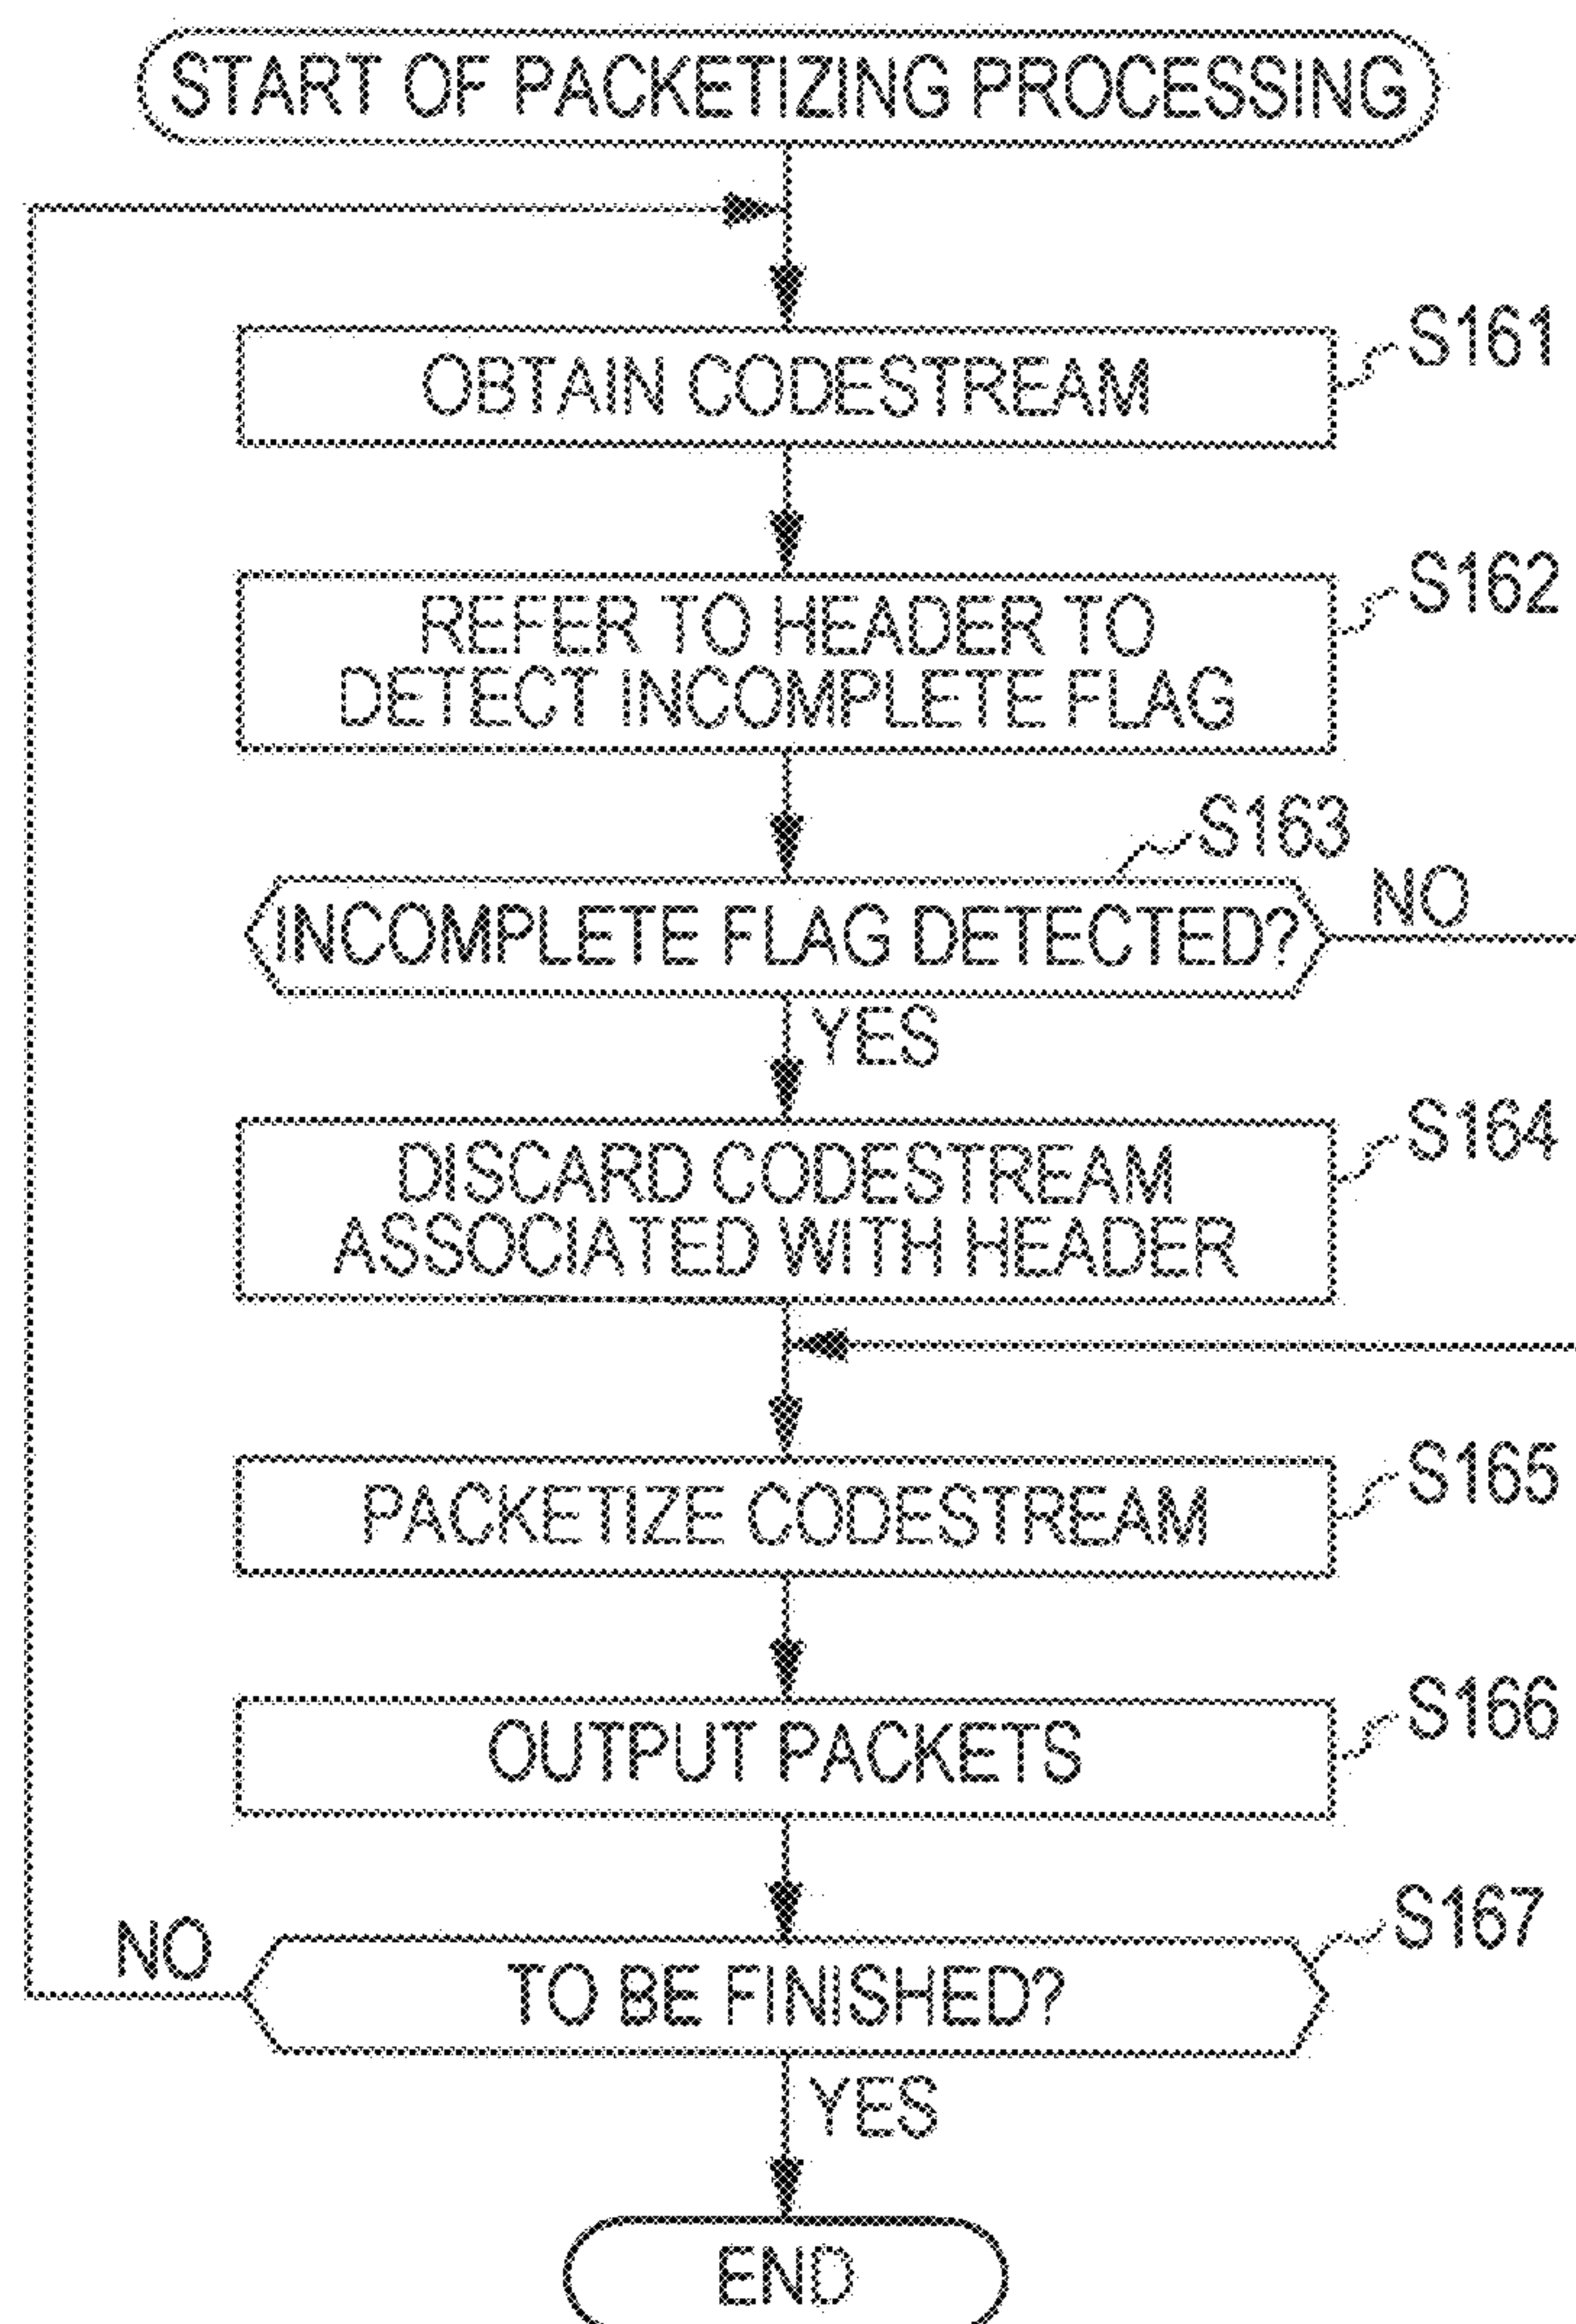 START OF PACKETIZING PROCESSING
OBTAIN CODESTREAM
S161
REFER TO HEADER TO
DETECT INCOMPLETE FLAG
S162
S163
INCOMPLETE FLAG DETECTED?
NO
YES
DISCARD CODESTREAM
ASSOCIATED WITH HEADER
S164
PACKETIZE CODESTREAM
S165
OUTPUT PACKETS
S166
TO BE FINISHED?
S167
NO
YES
END